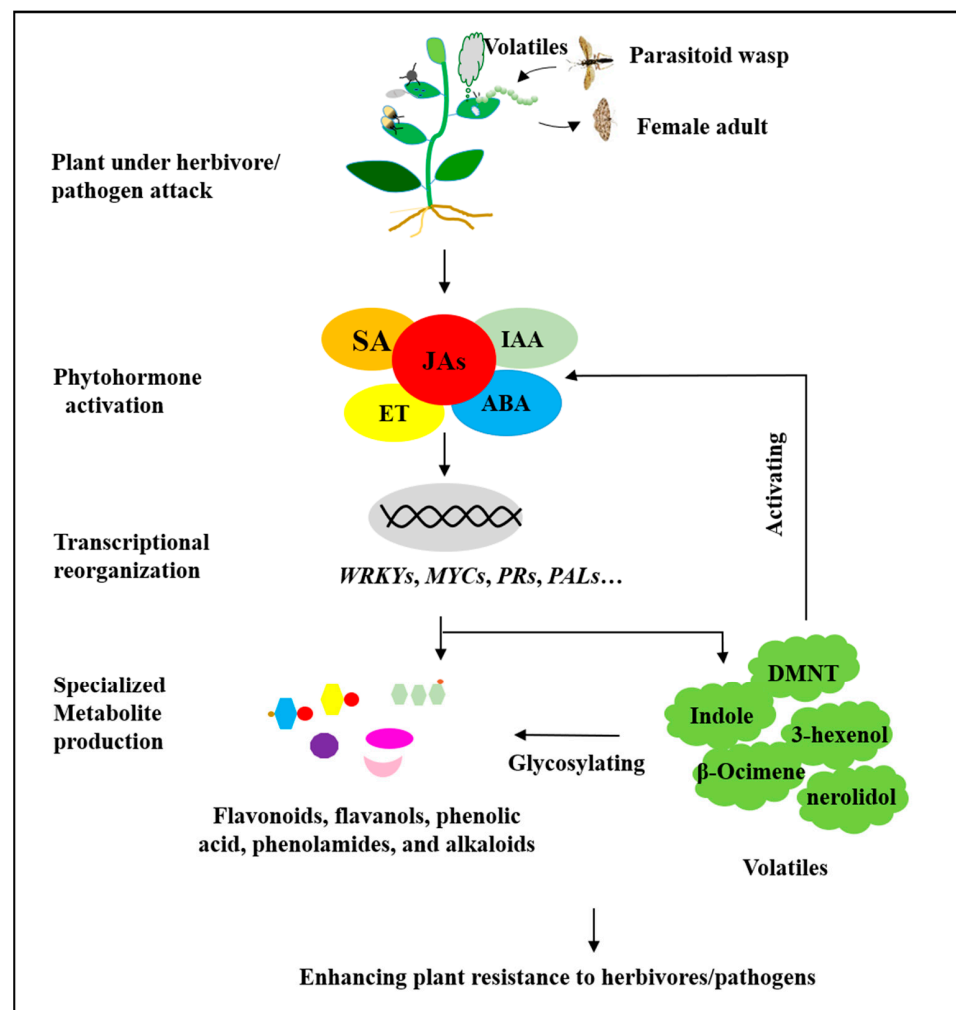 Volatiles
Parasitoid wasp
Female adult
Plant under herbivore/
pathogen attack
SA
JAs
IAA
ET
ABA
Phytohormone
activation
Activating
Transcriptional
reorganization
WRKYs, MYCs, PRs, PALs…
Specialized
Metabolite
production
DMNT
Indole
3-hexenol
β-Ocimene
nerolidol
Glycosylating
Flavonoids, flavanols, phenolic
acid, phenolamides, and alkaloids
Volatiles
Enhancing plant resistance to herbivores/pathogens